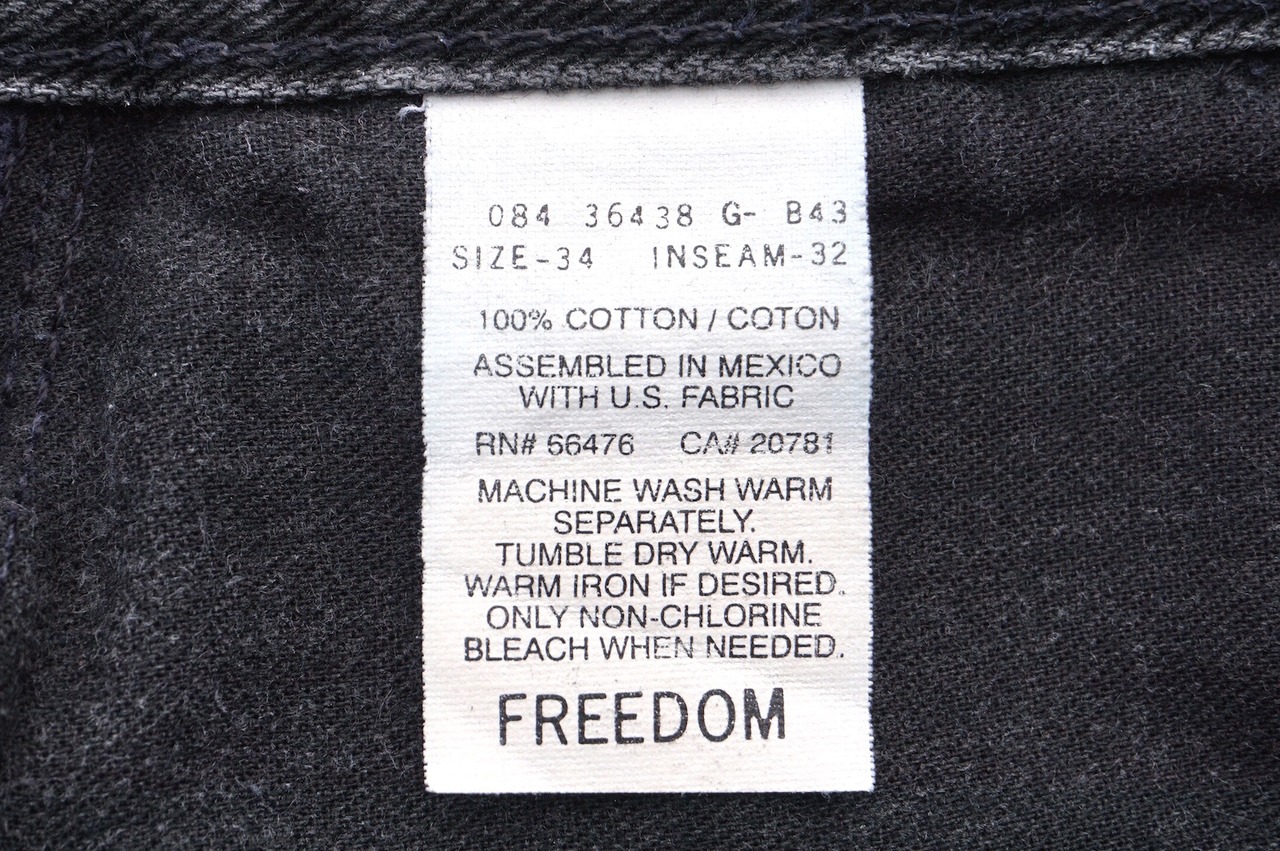 084 36438 G- B43
SIZE-34 INSEAM-32
100% COTTON / COTON
ASSEMBLED IN MEXICO
WITH U.S. FABRIC
RN# 66476 CA# 20781
MACHINE WASH WARM
SEPARATELY.
TUMBLE DRY WARM.
WARM IRON IF DESIRED.
ONLY NON-CHLORINE
BLEACH WHEN NEEDED.
FREEDOM